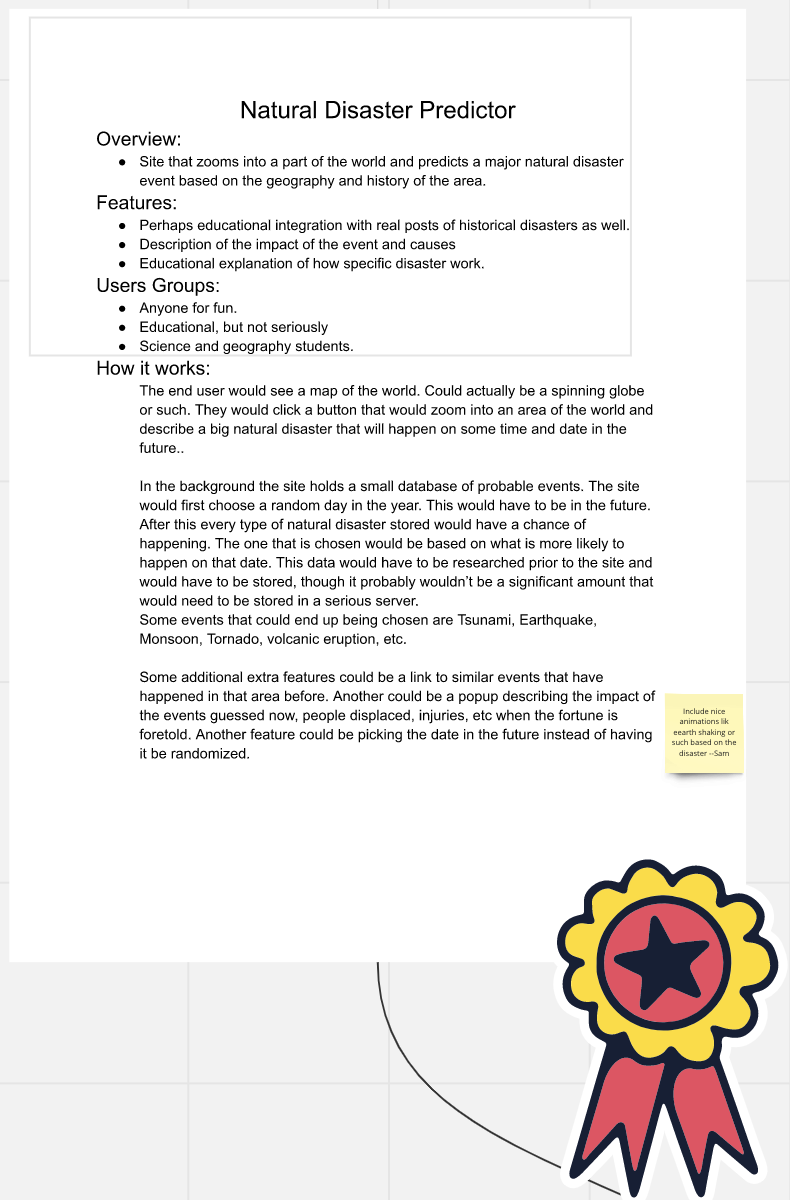 Natural Disaster Predictor
Overview:
● Site that zooms into a part of the world and predicts a major natural disaster
event based on the geography and history of the area.
Features:
● Perhaps educational integration with real posts of historical disasters as well.
● Description of the impact of the event and causes
● Educational explanation of how specific disaster work.
Users Groups:
● Anyone for fun.
● Educational, but not seriously
● Science and geography students.
How it works:
The end user would see a map of the world. Could actually be a spinning globe
or such. They would click a button that would zoom into an area of the world and
describe a big natural disaster that will happen on some time and date in the
future..
In the background the site holds a small database of probable events. The site
would first choose a random day in the year. This would have to be in the future.
After this every type of natural disaster stored would have a chance of
happening. The one that is chosen would be based on what is more likely to
happen on that date. This data would have to be researched prior to the site and
would have to be stored, though it probably wouldn’t be a significant amount that
would need to be stored in a serious server.
Some events that could end up being chosen are Tsunami, Earthquake,
Monsoon, Tornado, volcanic eruption, etc.
Some additional extra features could be a link to similar events that have
happened in that area before. Another could be a popup describing the impact of
the events guessed now, people displaced, injuries, etc when the fortune is
foretold. Another feature could be picking the date in the future instead of having
it be randomized.
Include nice
animations lik
eearth shaking or
such based on the
disaster --Sam